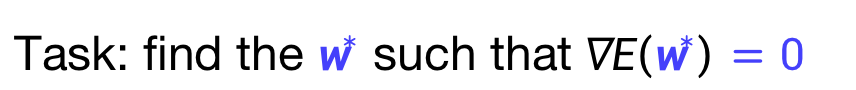 Task: find the w* such that ∇E(w*) = 0